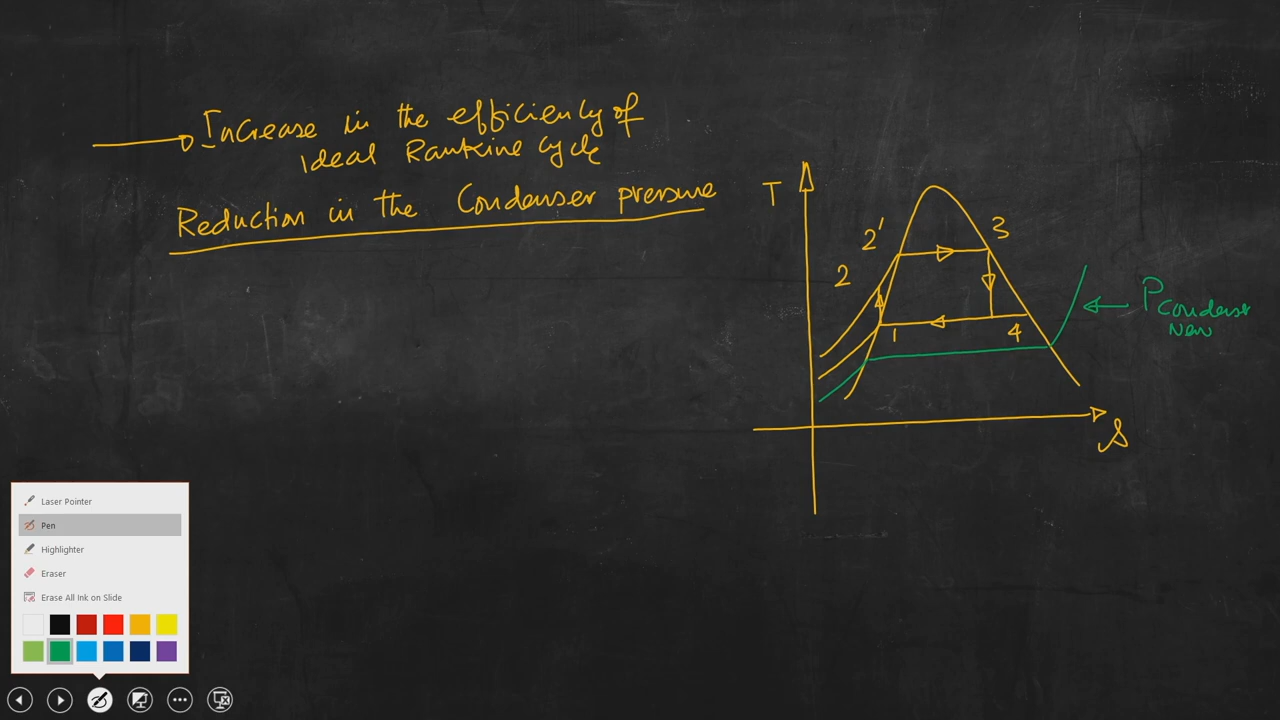 Increase in the efficiency of
Ideal Rankine cycle
Reduction in the Condenser pressure
T
2'
3
2
1
4
P Condenser
New
s
Laser Pointer
Pen
Highlighter
Eraser
Erase All Ink on Slide